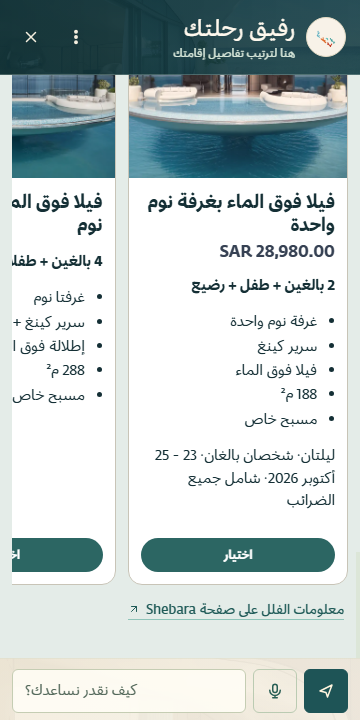 رفيق رحلتك
هنا لترتيب تفاصيل إقامتك
فيلا فوق الماء بغرفة نوم
واحدة
SAR 28,980.00
2 بالغين + طفل + رضيع
غرفة نوم واحدة
سرير كينغ
فيلا فوق الماء
188 م²
مسبح خاص
ليلتان· شخصان بالغان· 23 - 25
أكتوبر 2026· شامل جميع
الضرائب
اختيار
فيلا فوق
نوم
4 بالغين +
غرفتا نوم
سرير كينغ +
إطلالة فوق
288 م²
مسبح خاص
معلومات الفلل على صفحة Shebara
كيف نقدر نساعدك؟